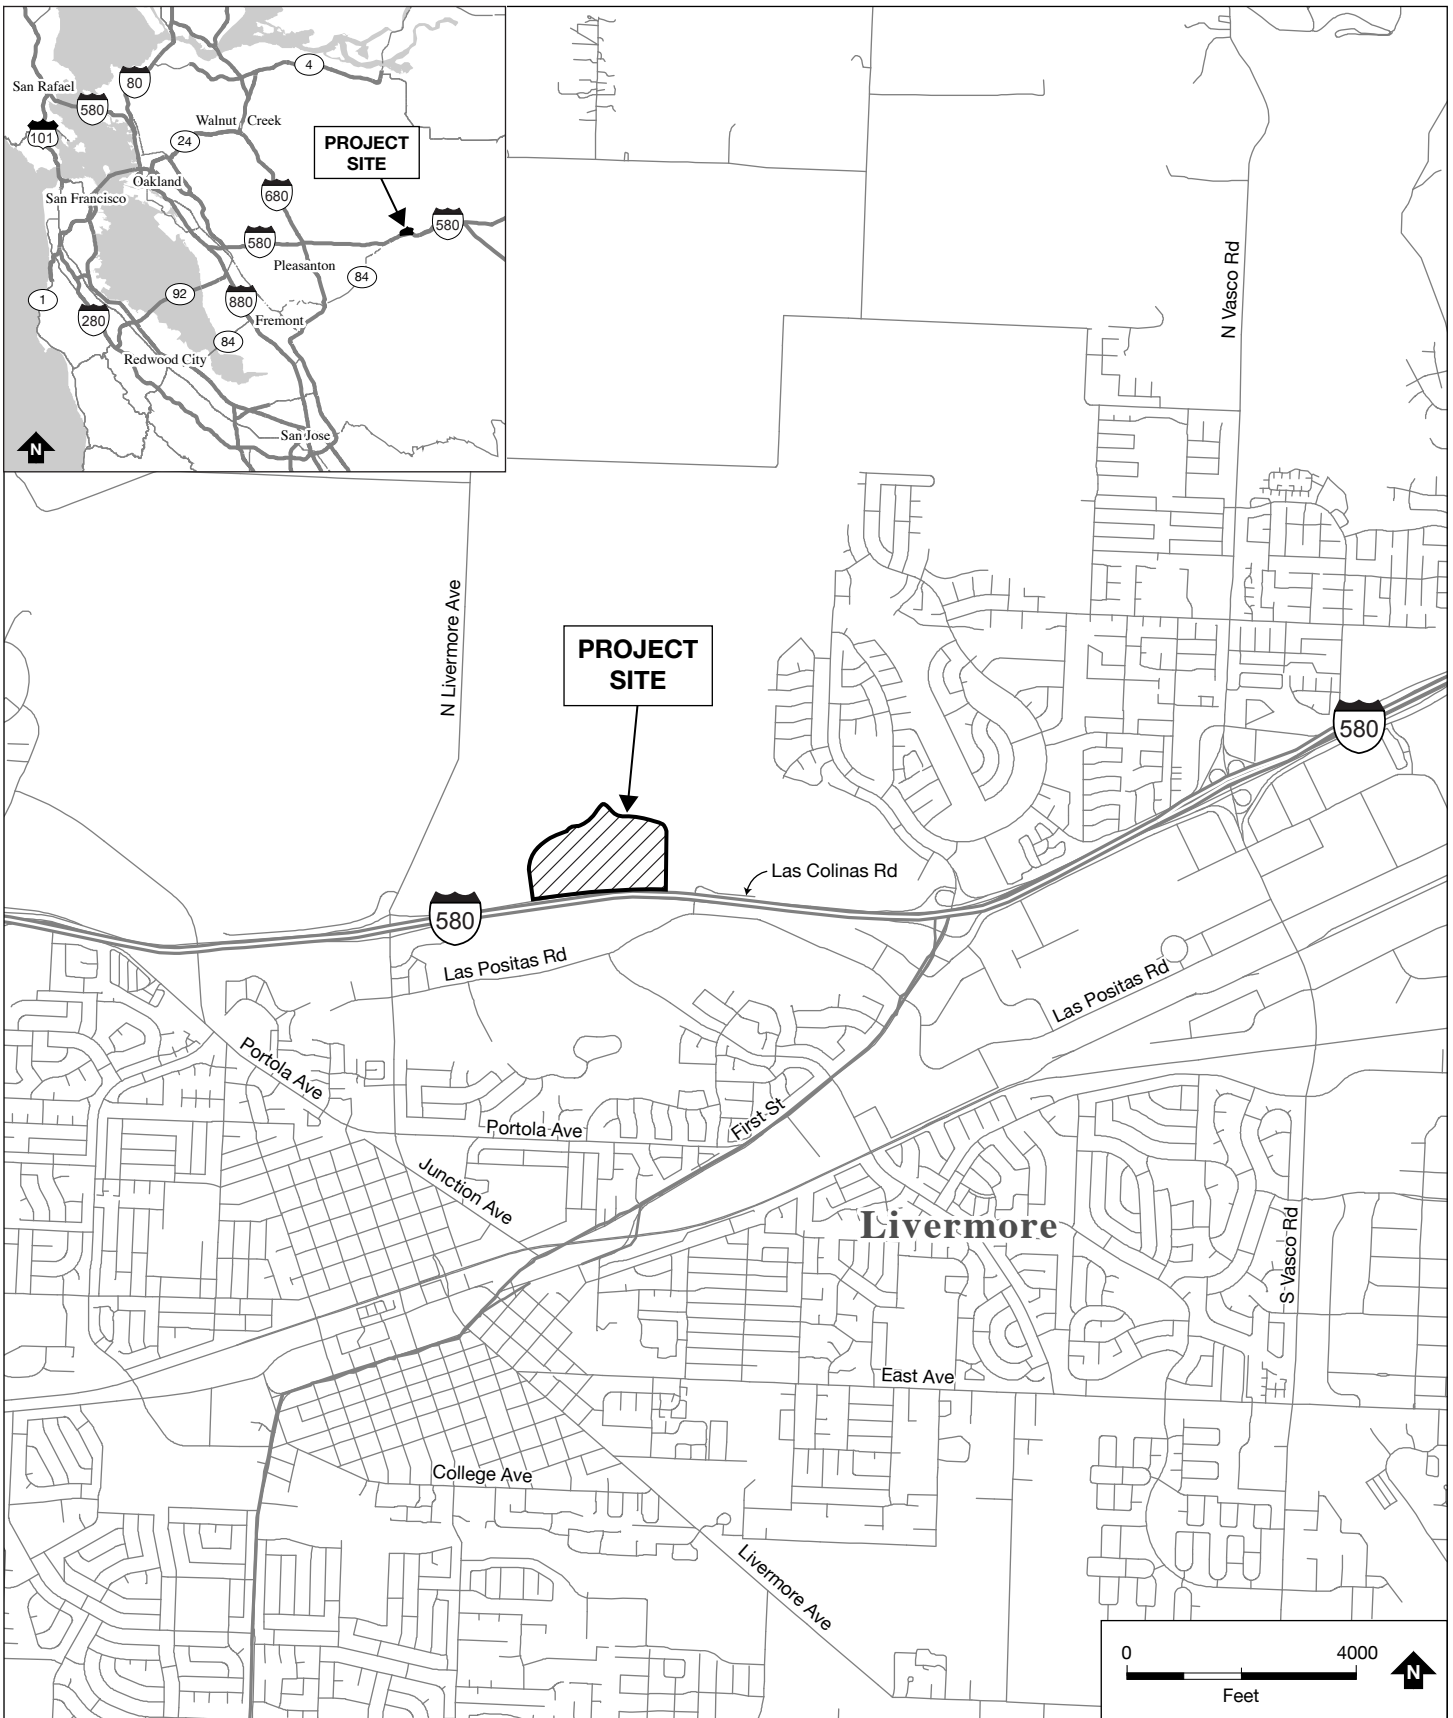 San Rafael
80
4
580
101
Walnut Creek
24
PROJECT
SITE
Oakland
San Francisco
680
580
580
Pleasanton
84
1
92
880
280
Fremont
84
Redwood City
San Jose
N
N Vasco Rd
N Livermore Ave
PROJECT
SITE
580
Las Colinas Rd
580
Las Positas Rd
Las Positas Rd
Portola Ave
Portola Ave
First St
Junction Ave
Livermore
S Vasco Rd
East Ave
College Ave
Livermore Ave
0 4000
Feet
N